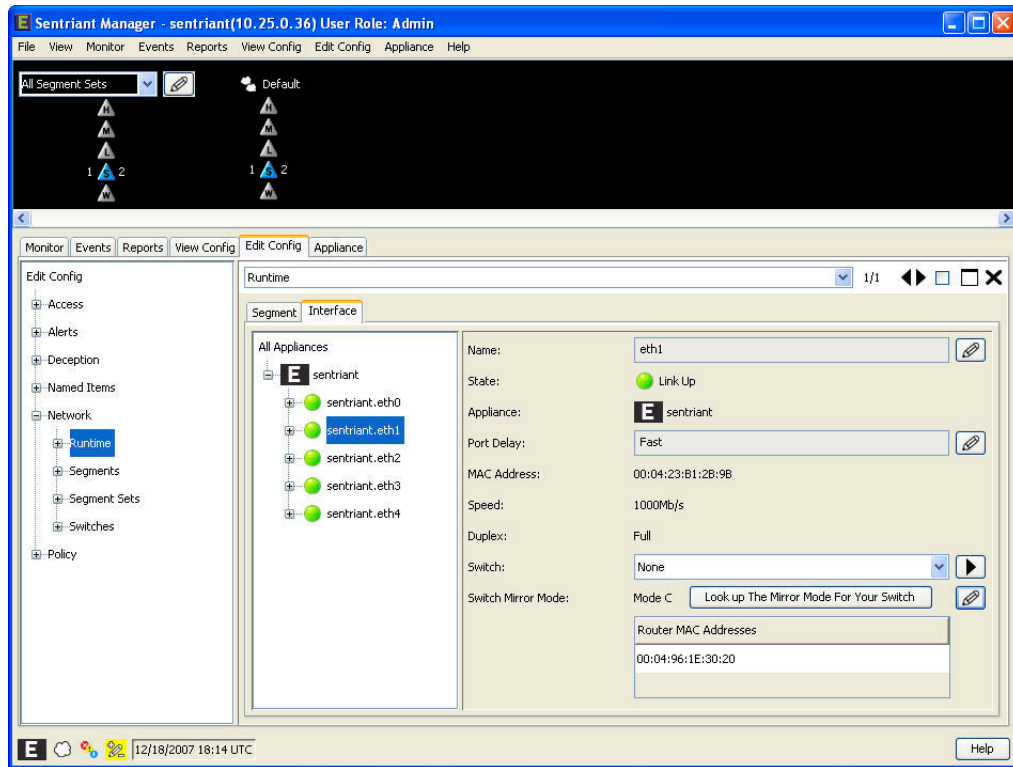 E Sentriant Manager - sentriant(10.25.0.36) User Role: Admin
File View Monitor Events Reports View Config Edit Config Appliance Help
All Segment Sets Default
H H
M M
L L
1 S 2 1 S 2
W W
Monitor Events Reports View Config Edit Config Appliance
Edit Config
Access
Alerts
Deception
Named Items
Network
Runtime
Segments
Segment Sets
Switches
Policy
Runtime 1/1
Segment Interface
All Appliances
E sentriant
sentriant.eth0
sentriant.eth1
sentriant.eth2
sentriant.eth3
sentriant.eth4
Name: eth1
State: Link Up
Appliance: E sentriant
Port Delay: Fast
MAC Address: 00:04:23:B1:2B:9B
Speed: 1000Mb/s
Duplex: Full
Switch: None
Switch Mirror Mode: Mode C Look up The Mirror Mode For Your Switch
Router MAC Addresses
00:04:96:1E:30:20
E 12/18/2007 18:14 UTC Help